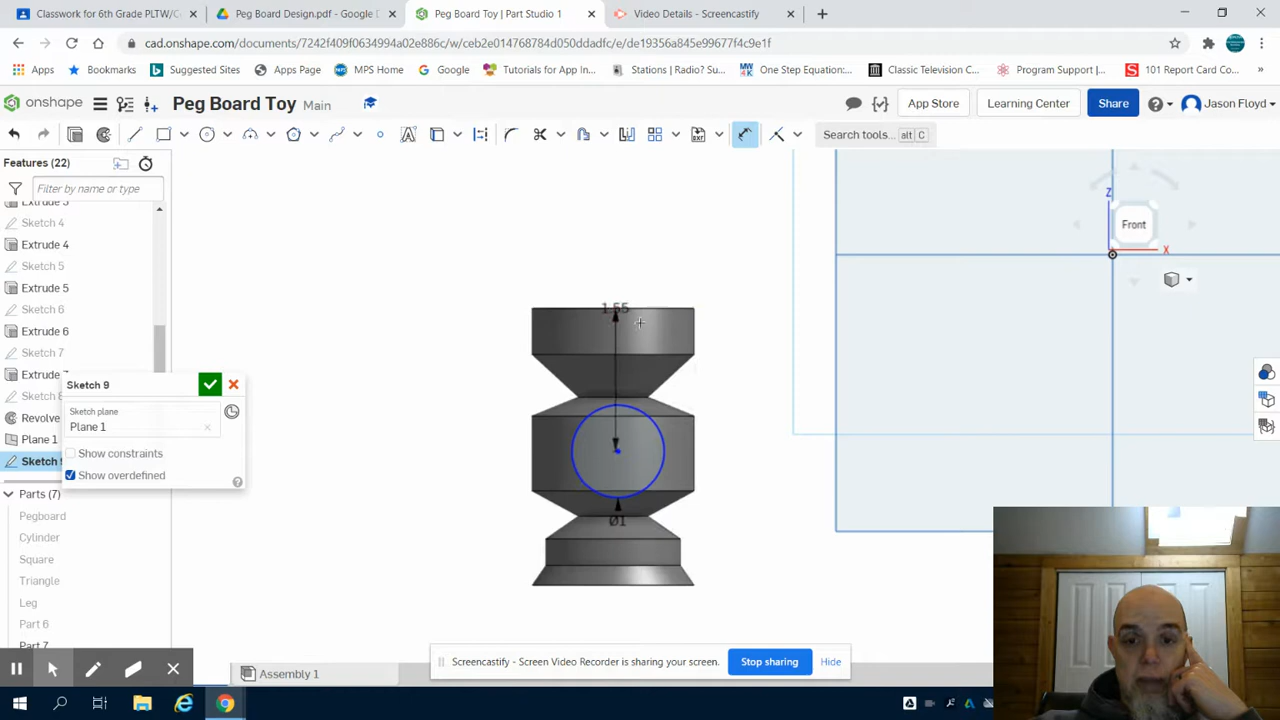 Classwork for 6th Grade PLTW/C
Peg Board Design.pdf - Google D
Peg Board Toy | Part Studio 1
Video Details - Screencastify
cad.onshape.com/documents/7242f409f0634994a02e886c/w/ceb2e014768784d050ddadfc/e/de19356a845e99677f4c9e1f
Apps
Bookmarks
Suggested Sites
Apps Page
MPS Home
Google
Tutorials for App In...
Stations | Radio? Su...
One Step Equation:...
Classic Television C...
Program Support |...
101 Report Card Co...
onshape
Peg Board Toy Main
App Store
Learning Center
Share
Jason Floyd
Search tools... alt C
Features (22)
Filter by name or type
Extrude 3
Sketch 4
Extrude 4
Sketch 5
Extrude 5
Sketch 6
Extrude 6
Sketch 7
Sketch 9
Sketch plane
Plane 1
Show constraints
Show overdefined
Plane 1
Parts (7)
Pegboard
Cylinder
Square
Triangle
Leg
Part 6
Part 7
1.55
Ø1
Z
Front
X
Screencastify - Screen Video Recorder is sharing your screen.
Stop sharing
Hide
Assembly 1